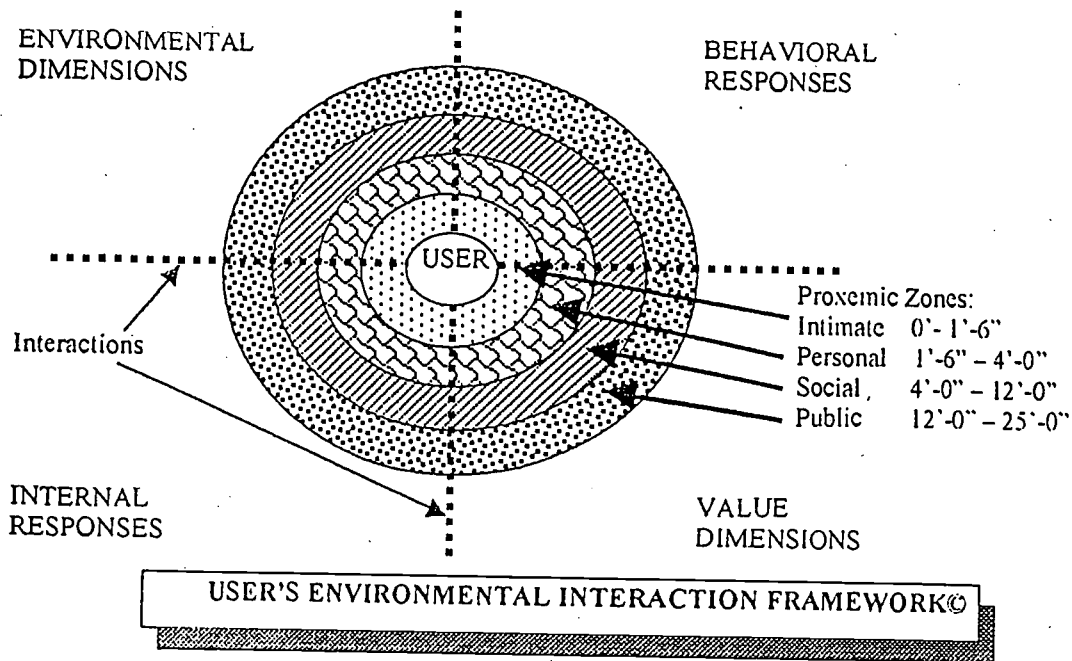 ENVIRONMENTAL
DIMENSIONS
BEHAVIORAL
RESPONSES
USER
Interactions
Proxemic Zones:
Intimate 0'- 1'-6"
Personal 1'-6" – 4'-0"
Social, 4'-0" – 12'-0"
Public 12'-0" – 25'-0"
INTERNAL
RESPONSES
VALUE
DIMENSIONS
USER'S ENVIRONMENTAL INTERACTION FRAMEWORK©